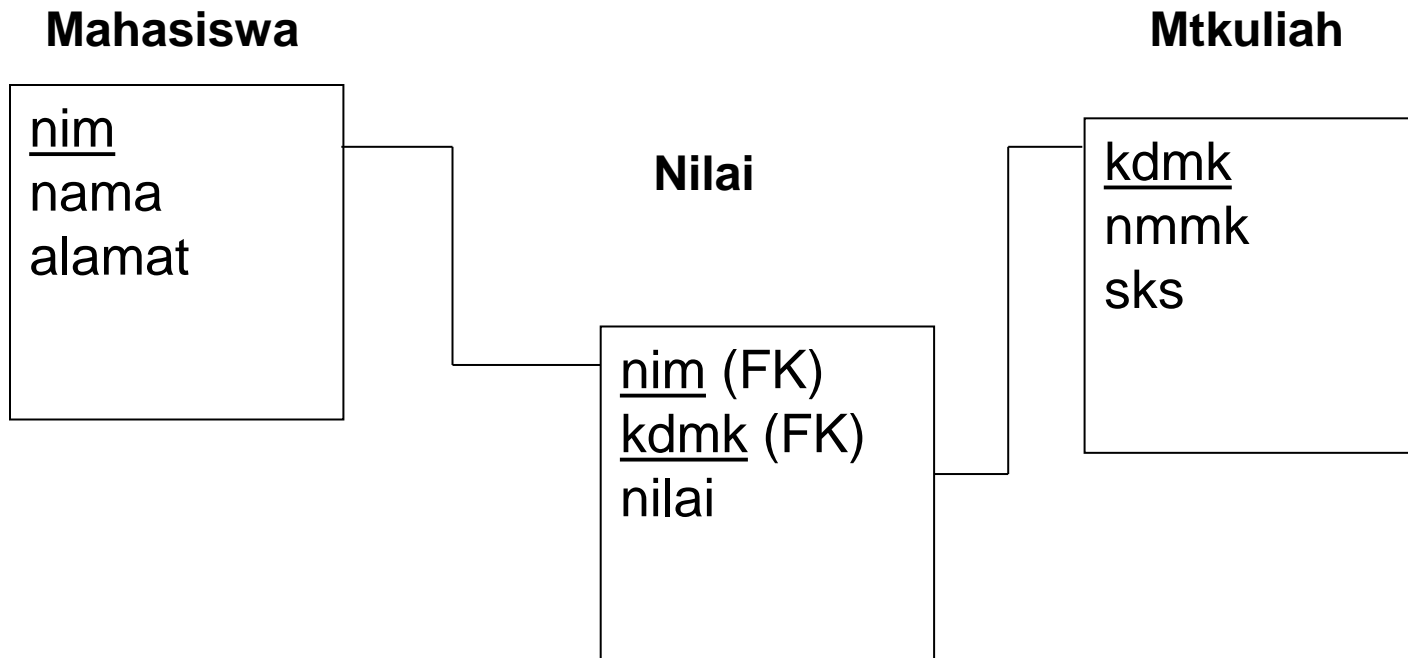 Mahasiswa
nim
nama
alamat
Nilai
nim (FK)
kdmk (FK)
nilai
Mtkuliah
kdmk
nmmk
sks